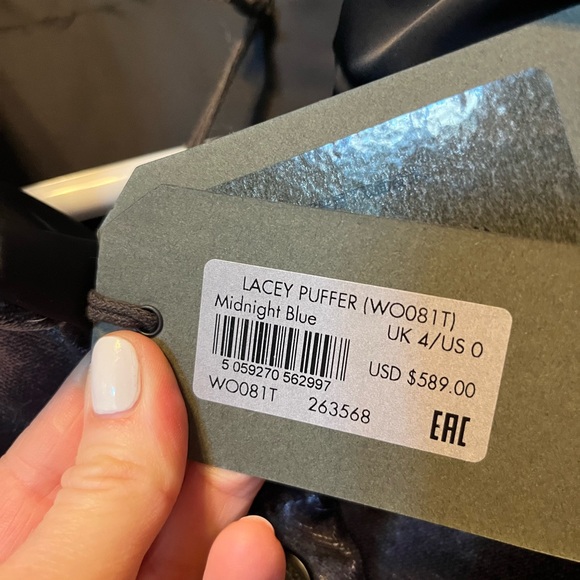 LACEY PUFFER (WO081T)
Midnight Blue
UK 4/US 0
5 059270 562997
USD $589.00
WO081T 263568
EAC